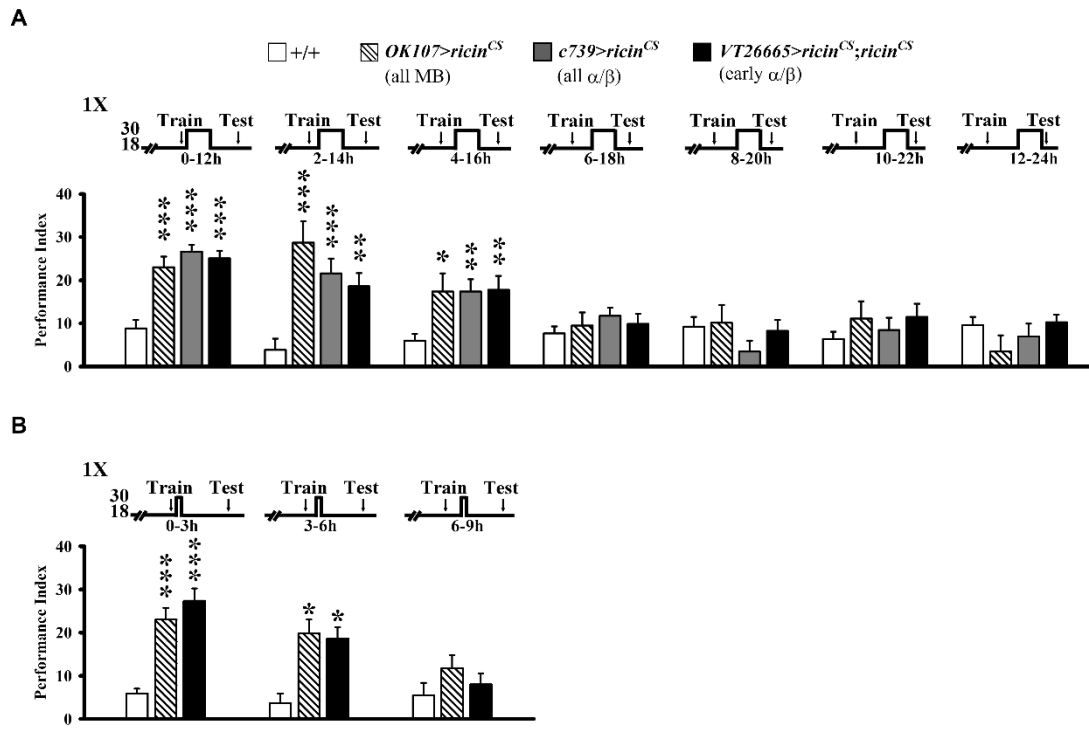 A
+/+ OK107>ricinCS c739>ricinCS VT26665>ricinCS;ricinCS
(all MB) (all α/β) (early α/β)
1X
30
18
Train Test Train Test Train Test Train Test Train Test Train Test Train Test
0-12h 2-14h 4-16h 6-18h 8-20h 10-22h 12-24h
Performance Index
40
30
20
10
0
*** *** *** *** *** ** * ** **
B
1X
30
18
Train Test Train Test Train Test
0-3h 3-6h 6-9h
Performance Index
40
30
20
10
0
*** *** * *